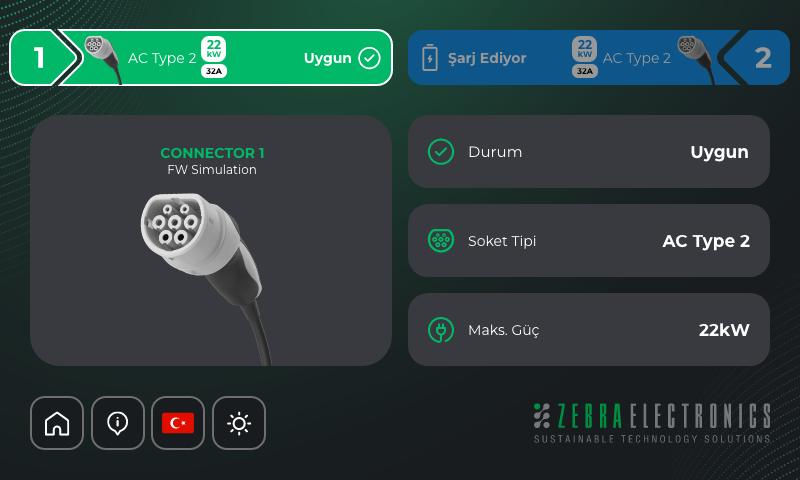 1
AC Type 2
22
kW
32A
Uygun
Şarj Ediyor
22
kW
32A
AC Type 2
2
CONNECTOR 1
FW Simulation
Durum
Uygun
Soket Tipi
AC Type 2
Maks. Güç
22kW
ZEBRA ELECTRONICS
SUSTAINABLE TECHNOLOGY SOLUTIONS